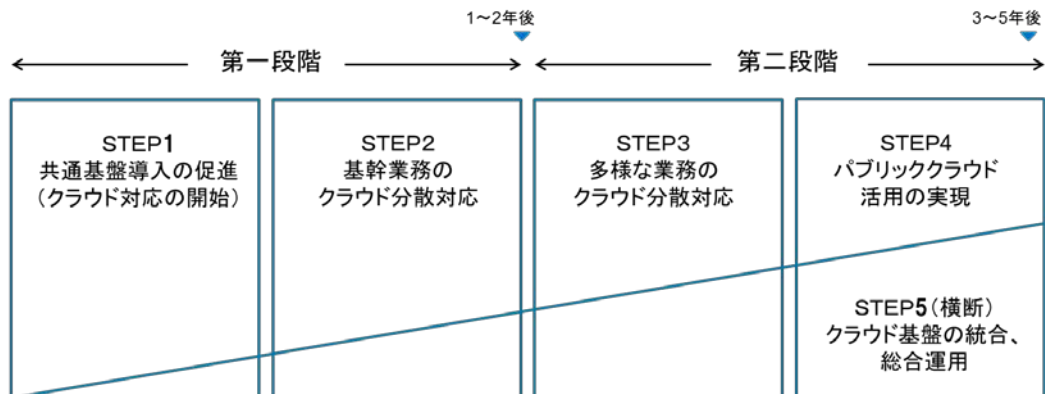 1～2年後
3～5年後
第一段階
第二段階
STEP1
共通基盤導入の促進
（クラウド対応の開始）
STEP2
基幹業務の
クラウド分散対応
STEP3
多様な業務の
クラウド分散対応
STEP4
パブリッククラウド
活用の実現
STEP5（横断）
クラウド基盤の統合、
総合運用